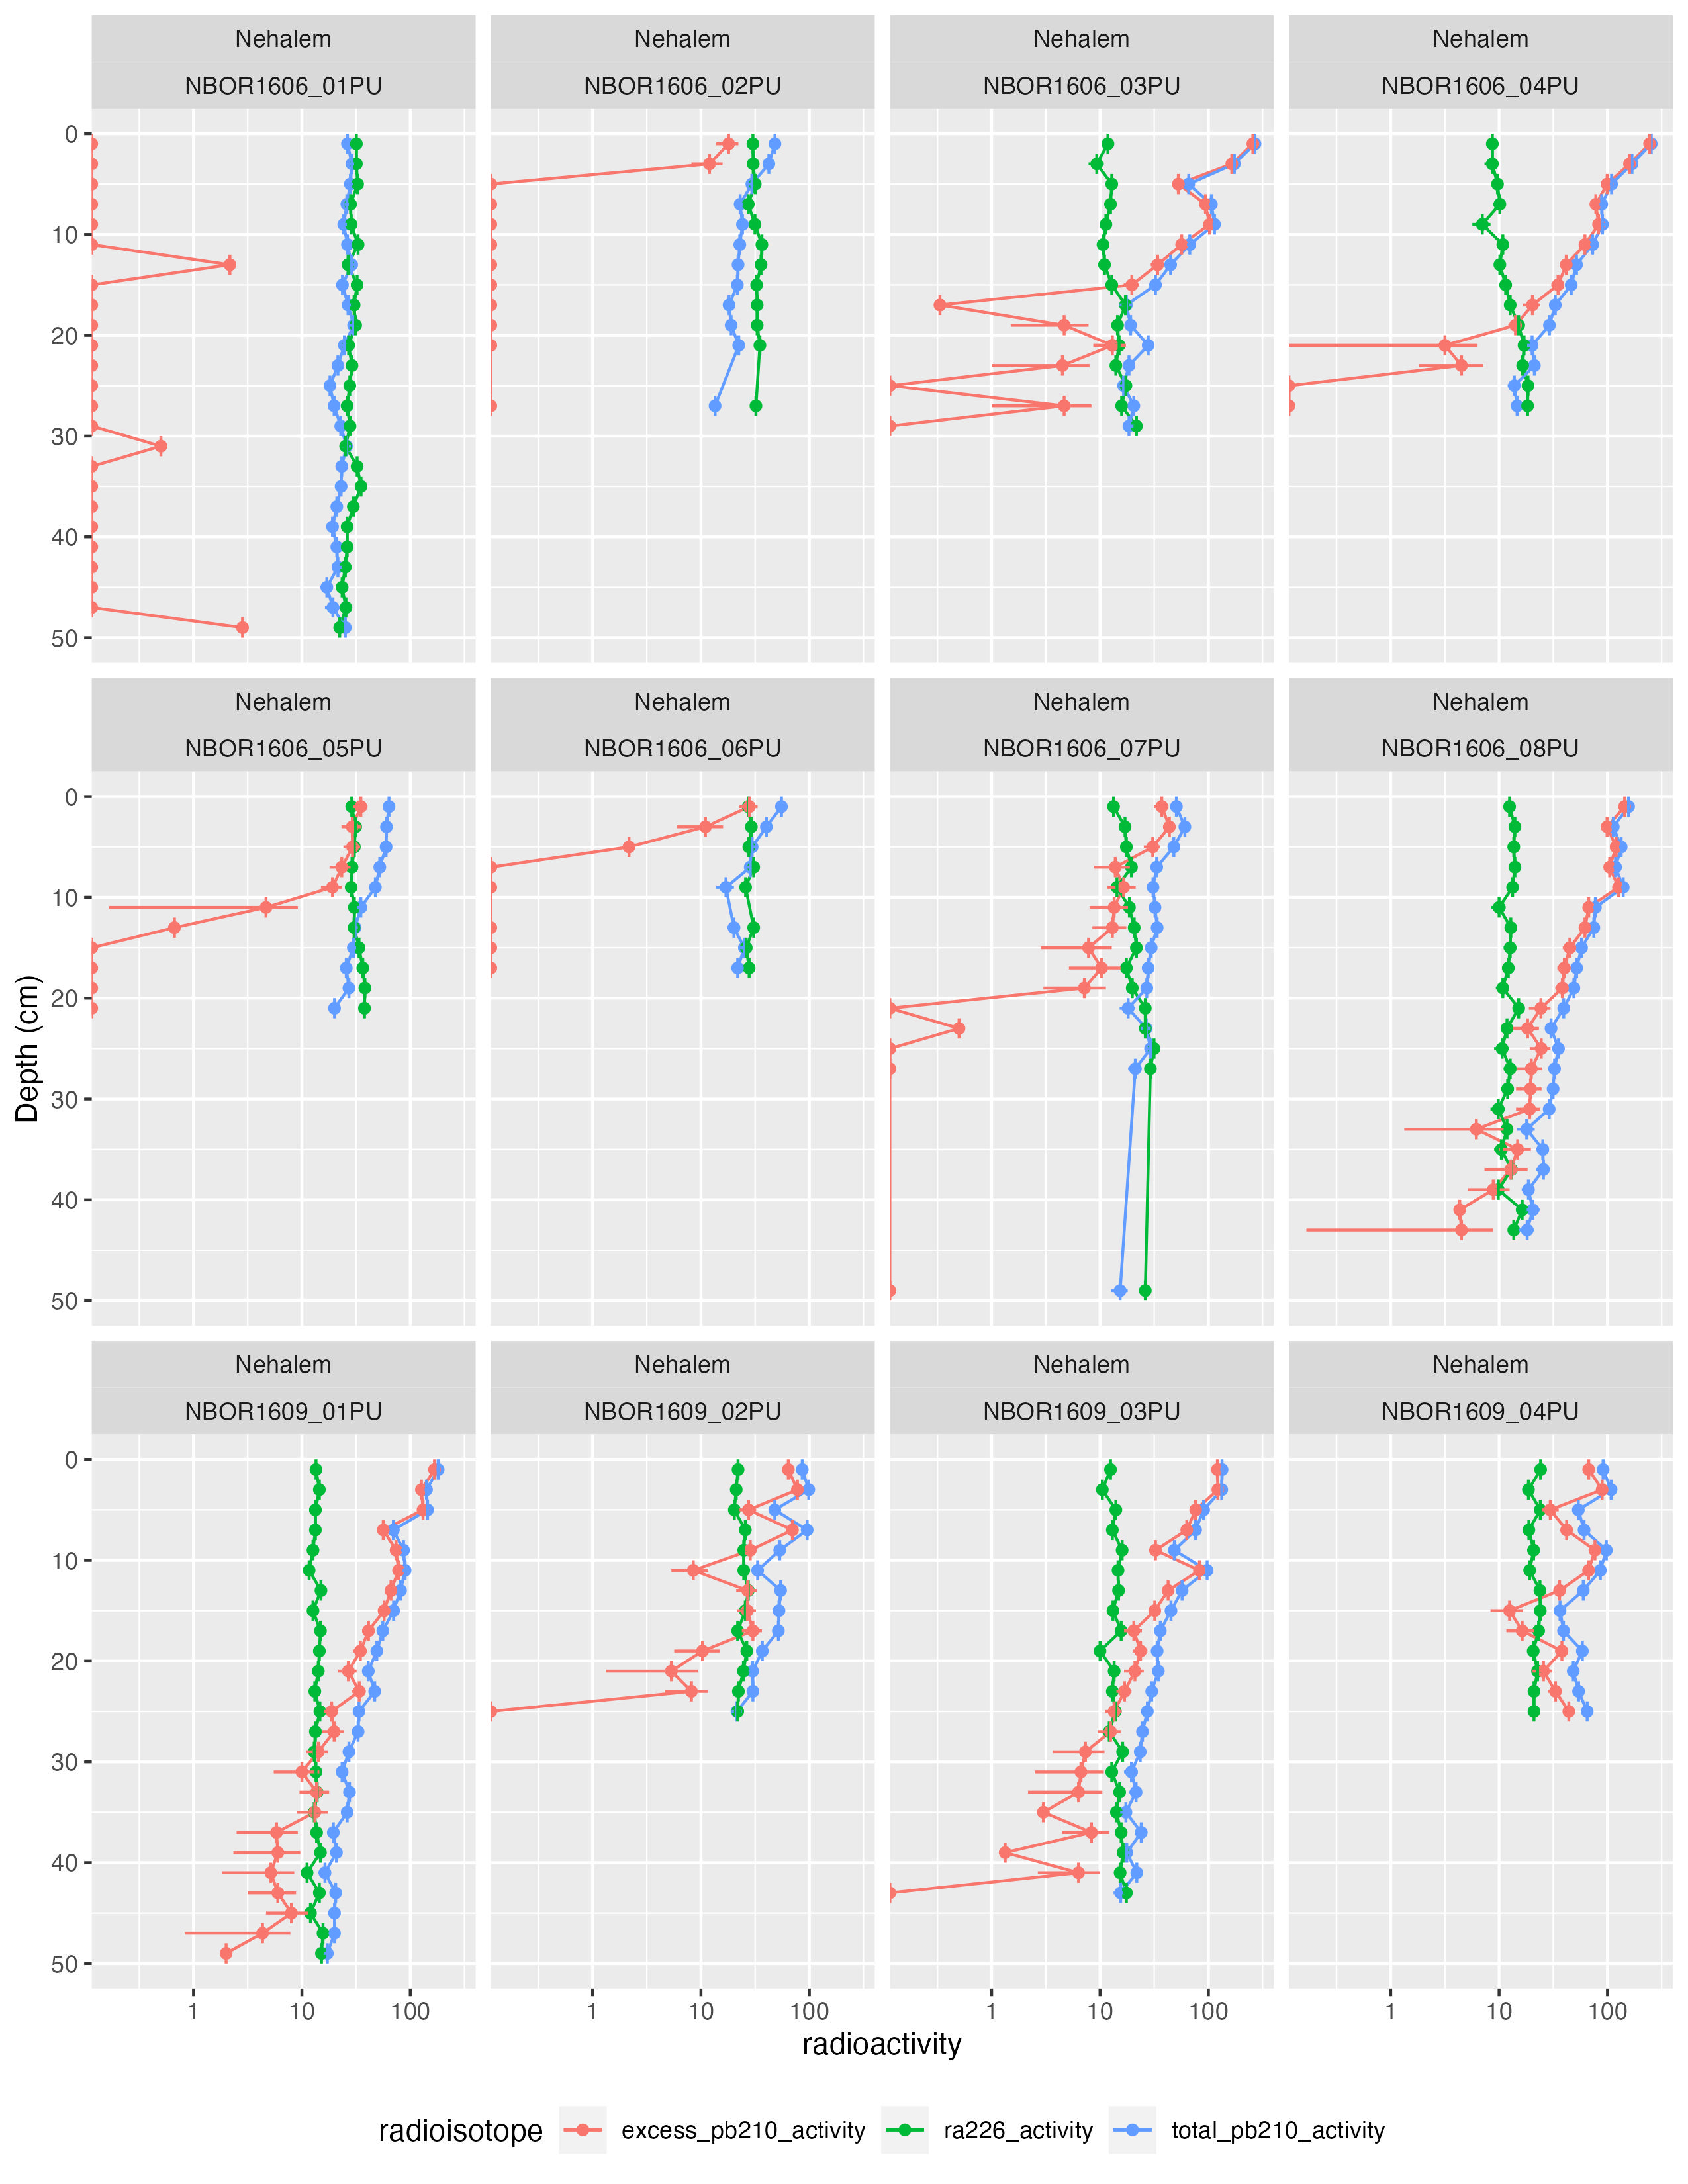 Nehalem Nehalem Nehalem Nehalem
NBOR1606_01PU NBOR1606_02PU NBOR1606_03PU NBOR1606_04PU
0
10
20
30
40
50
Nehalem Nehalem Nehalem Nehalem
NBOR1606_05PU NBOR1606_06PU NBOR1606_07PU NBOR1606_08PU
0
10
20
30
40
50
Depth (cm)
Nehalem Nehalem Nehalem Nehalem
NBOR1609_01PU NBOR1609_02PU NBOR1609_03PU NBOR1609_04PU
0
10
20
30
40
50
1 10 100 1 10 100 1 10 100 1 10 100
radioactivity
radioisotope excess_pb210_activity ra226_activity total_pb210_activity